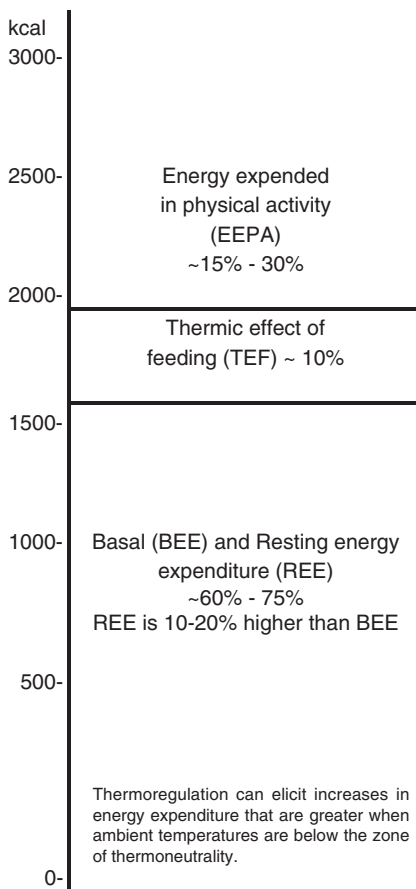 kcal
3000-
2500-
Energy expended
in physical activity
(EEPA)
~15% - 30%
2000-
Thermic effect of
feeding (TEF) ~ 10%
1500-
1000-
Basal (BEE) and Resting energy
expenditure (REE)
~60% - 75%
REE is 10-20% higher than BEE
500-
Thermoregulation can elicit increases in
energy expenditure that are greater when
ambient temperatures are below the zone
of thermoneutrality.
0-